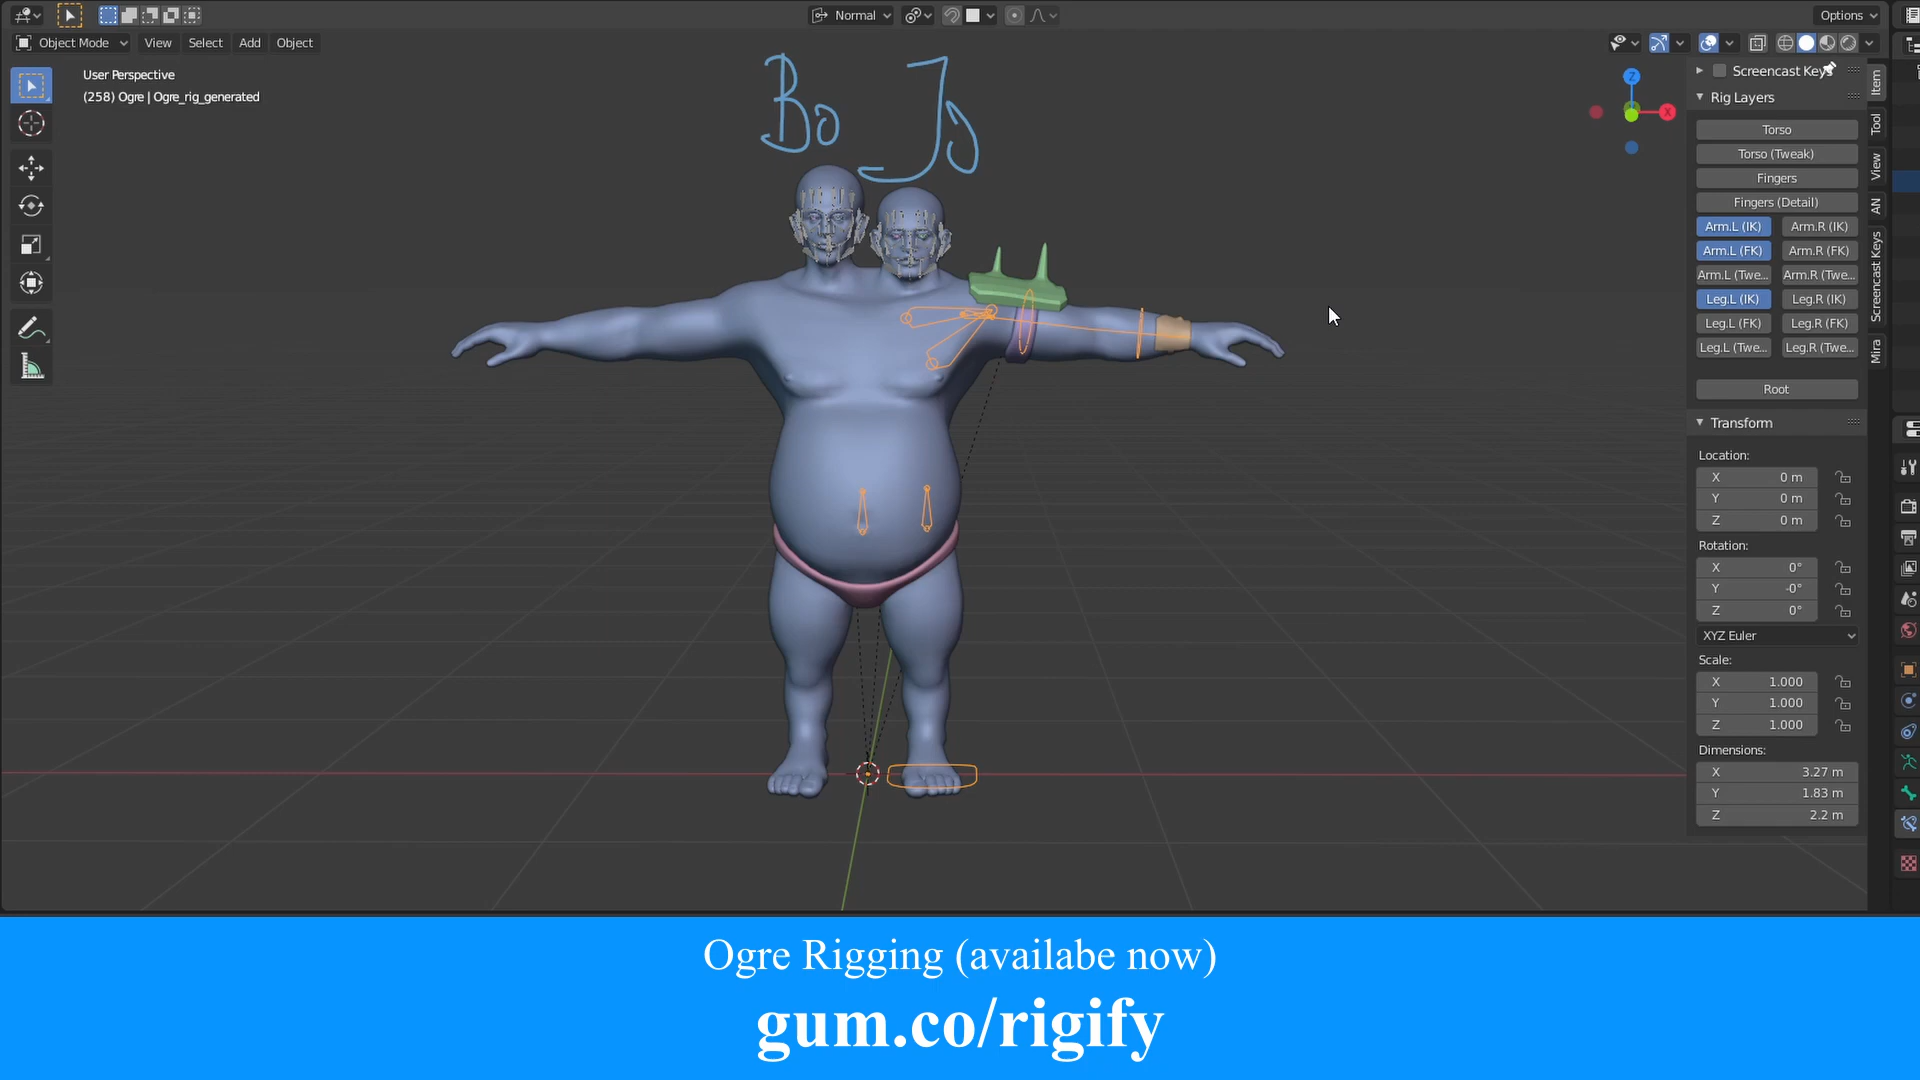 Normal
Options
Object Mode
View
Select
Add
Object
User Perspective
(258) Ogre | Ogre_rig_generated
Bo Jo
Z
X
Screencast Keys
Rig Layers
Torso
Torso (Tweak)
Fingers
Fingers (Detail)
Arm.L (IK)
Arm.R (IK)
Arm.L (FK)
Arm.R (FK)
Arm.L (Twe...
Arm.R (Twe...
Leg.L (IK)
Leg.R (IK)
Leg.L (FK)
Leg.R (FK)
Leg.L (Twe...
Leg.R (Twe...
Root
Transform
Location:
X 0 m
Y 0 m
Z 0 m
Rotation:
X 0°
Y -0°
Z 0°
XYZ Euler
Scale:
X 1.000
Y 1.000
Z 1.000
Dimensions:
X 3.27 m
Y 1.83 m
Z 2.2 m
Item
Tool
View
AN
Screencast Keys
Mira
Ogre Rigging (availabe now)
gum.co/rigify